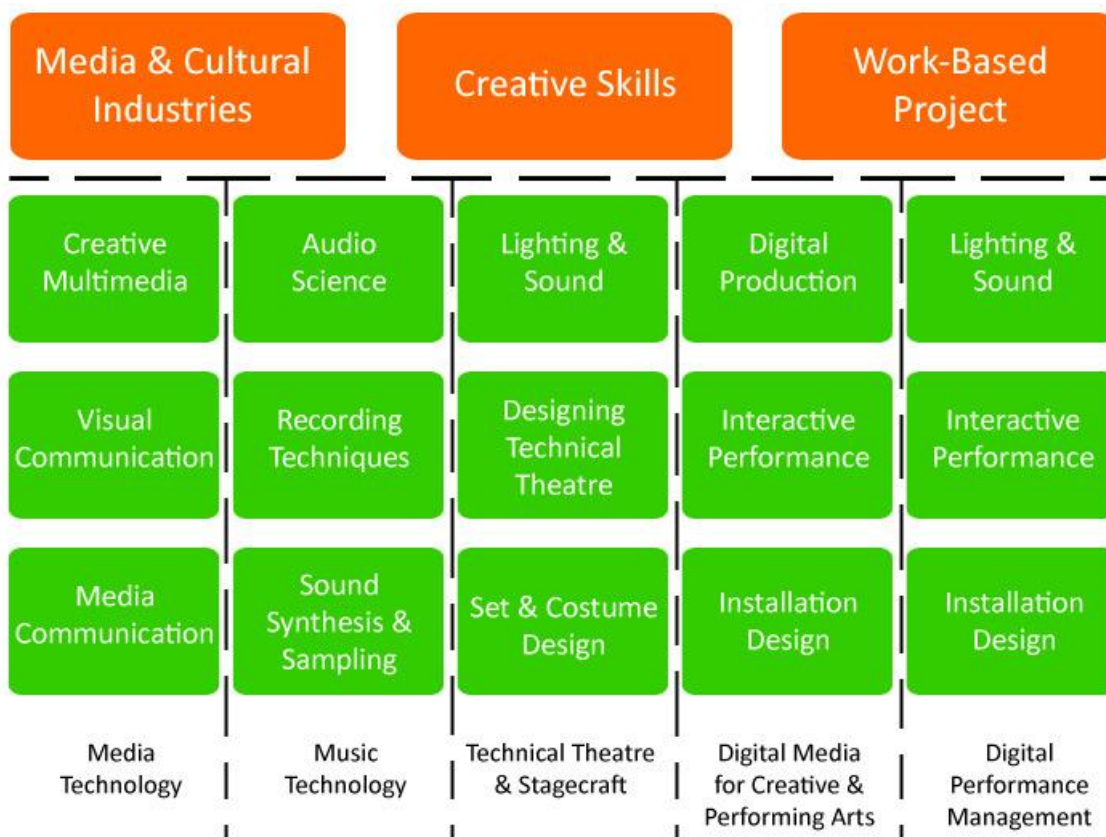 Media & Cultural
Industries
Creative Skills
Work-Based
Project
Creative
Multimedia
Audio
Science
Lighting &
Sound
Digital
Production
Lighting &
Sound
Visual
Communication
Recording
Techniques
Designing
Technical
Theatre
Interactive
Performance
Interactive
Performance
Media
Communication
Sound
Synthesis &
Sampling
Set & Costume
Design
Installation
Design
Installation
Design
Media
Technology
Music
Technology
Technical Theatre
& Stagecraft
Digital Media
for Creative &
Performing Arts
Digital
Performance
Management